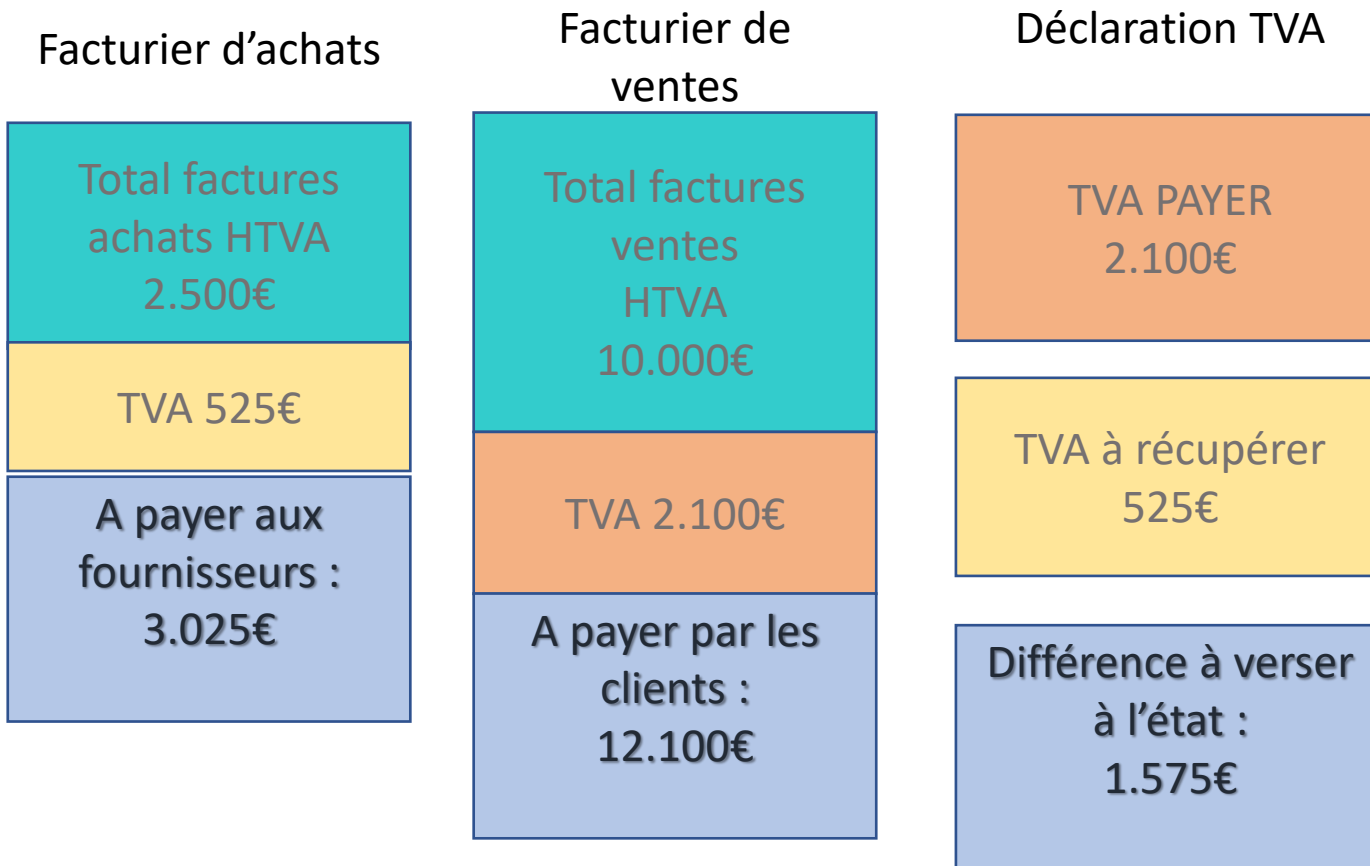 Facturier d’achats
Total factures
achats HTVA
2.500€
TVA 525€
A payer aux
fournisseurs :
3.025€
Facturier de
ventes
Total factures
ventes
HTVA
10.000€
TVA 2.100€
A payer par les
clients :
12.100€
Déclaration TVA
TVA PAYER
2.100€
TVA à récupérer
525€
Différence à verser
à l’état :
1.575€